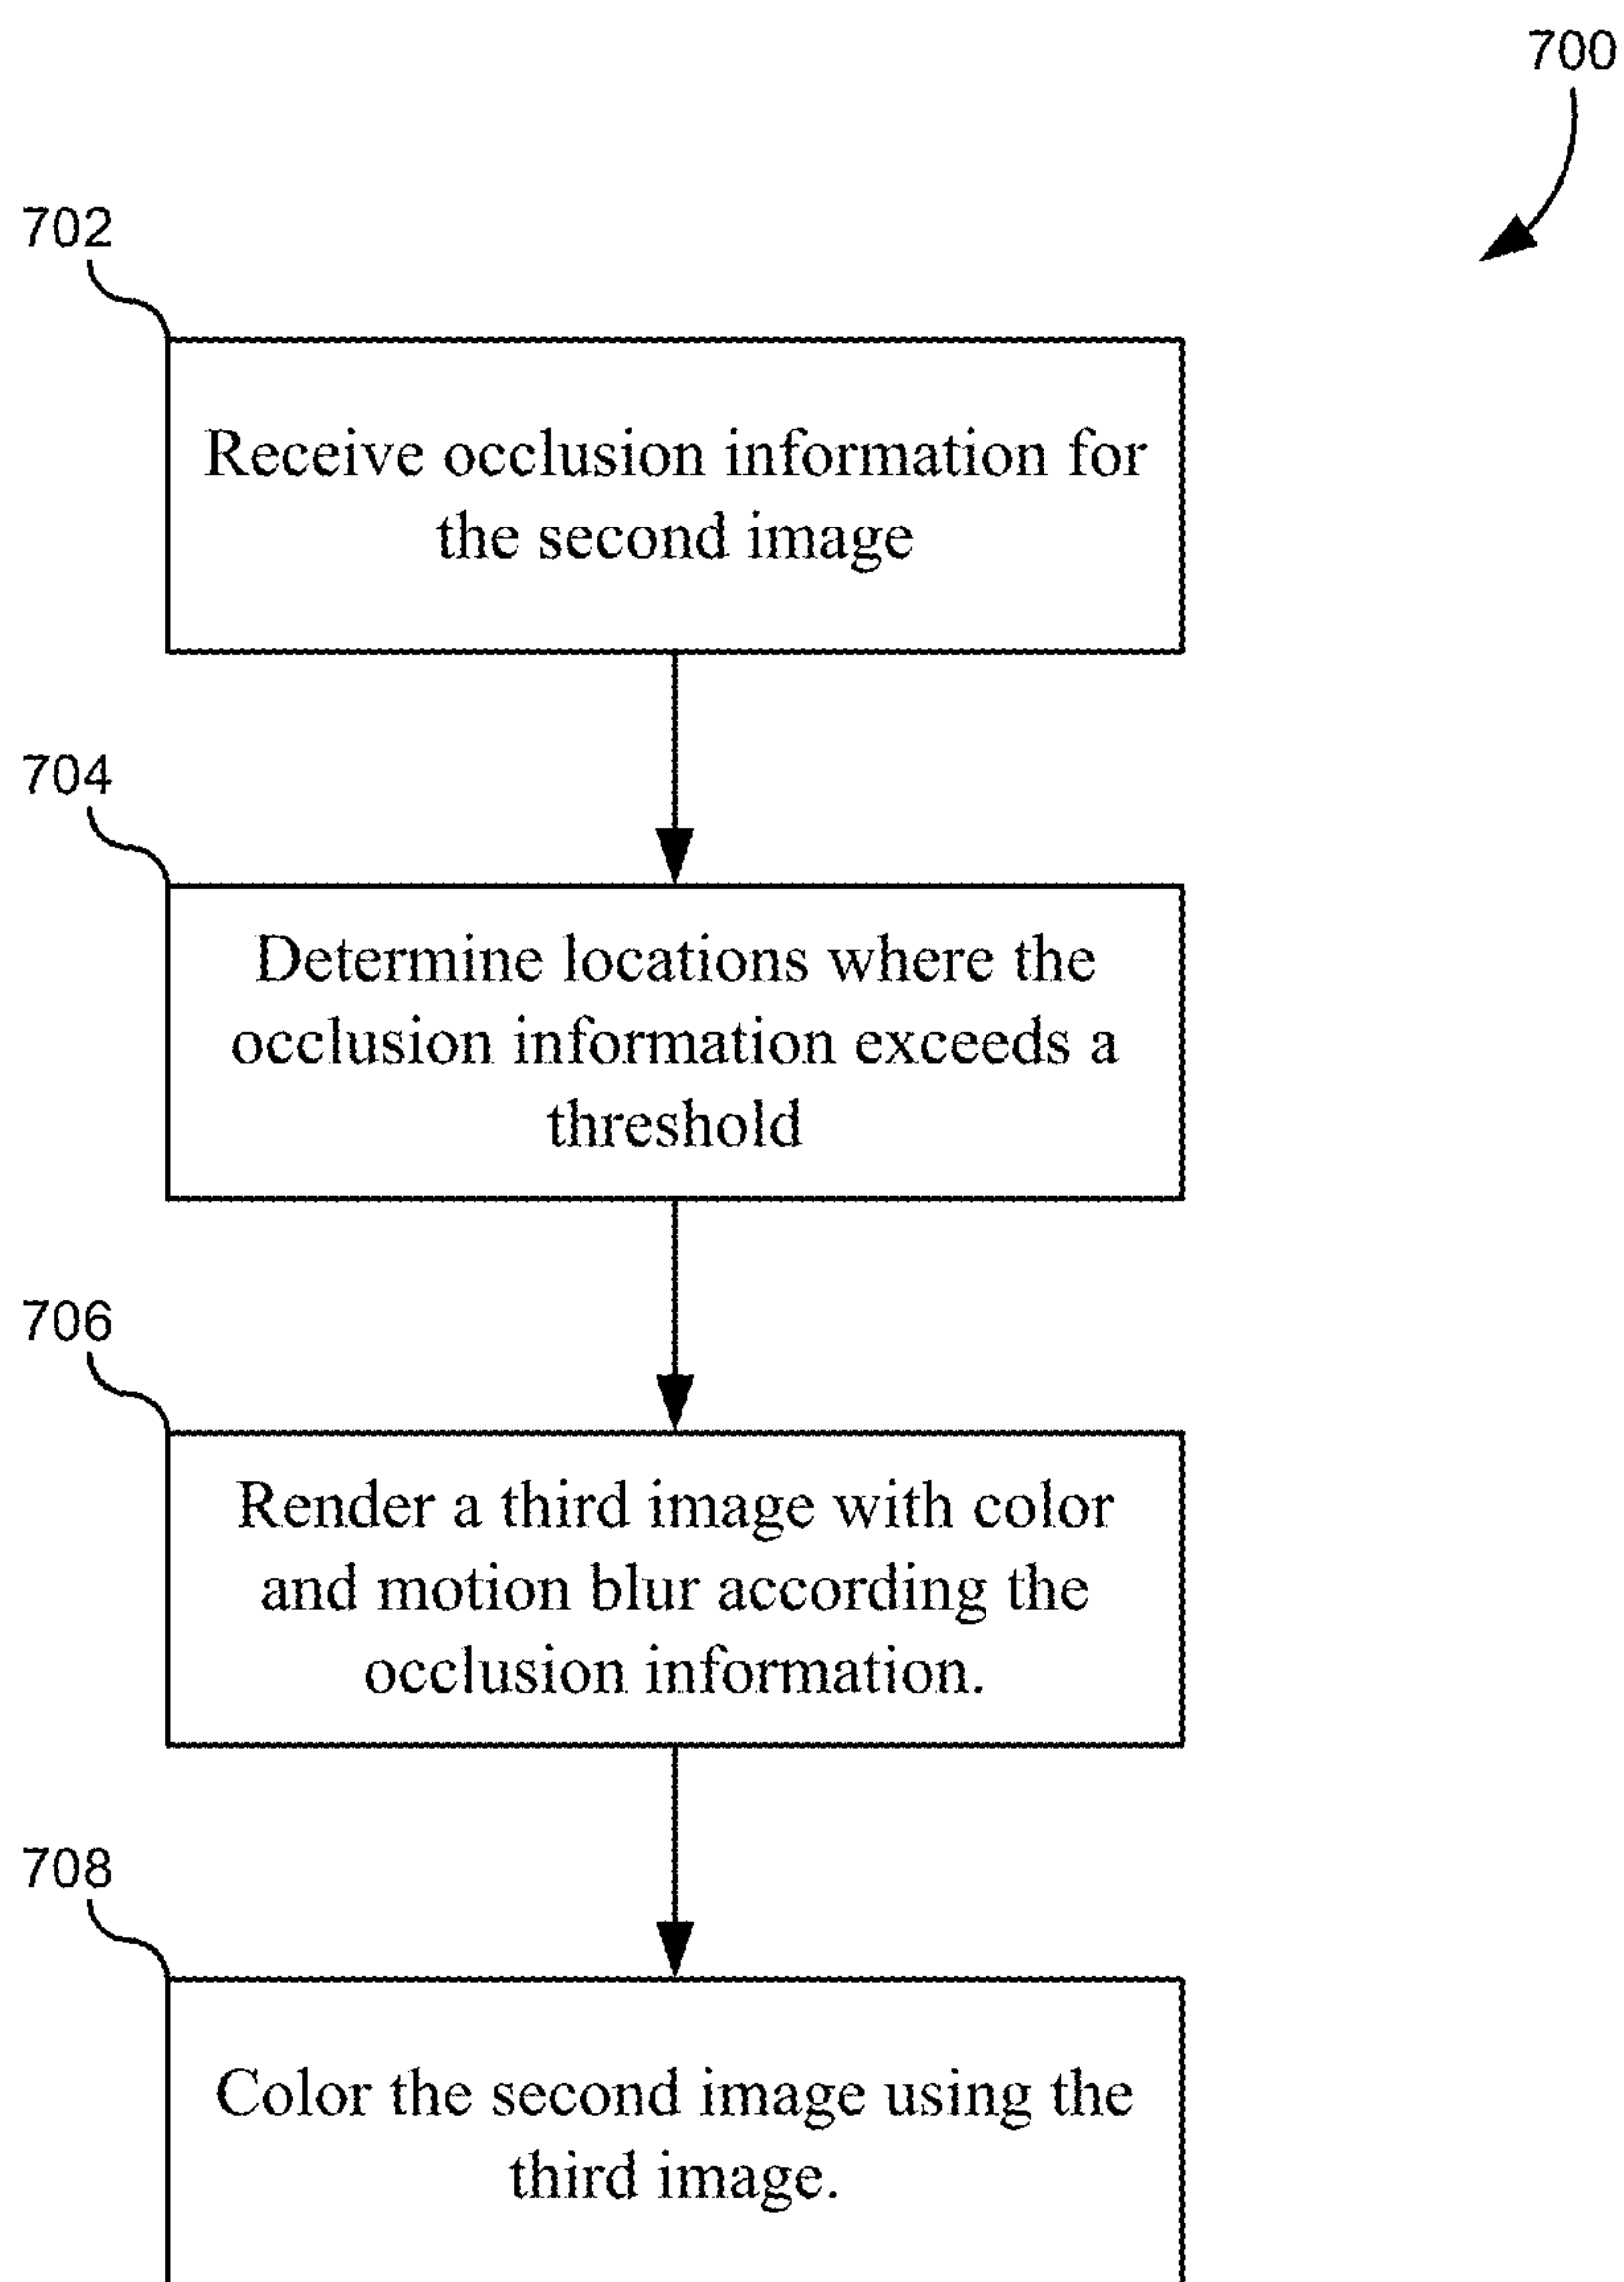 700
702
Receive occlusion information for
the second image
704
Determine locations where the
occlusion information exceeds a
threshold
706
Render a third image with color
and motion blur according the
occlusion information.
708
Color the second image using the
third image.